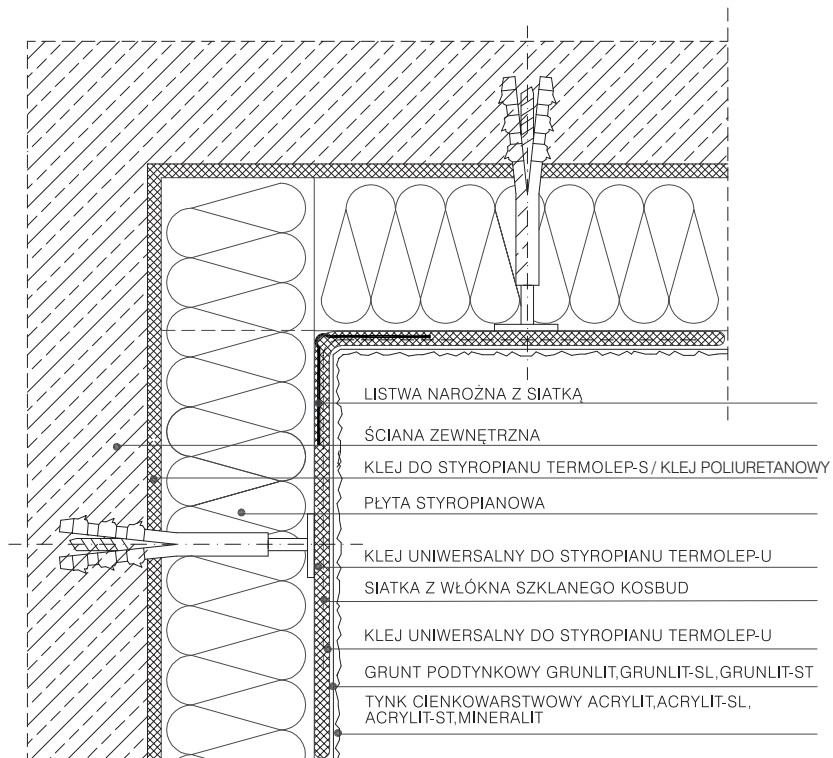 LISTWA NAROŻNA Z SIATKĄ
ŚCIANA ZEWNĘTRZNA
KLEJ DO STYROPIANU TERMOLEP-S / KLEJ POLIURETANOWY
PŁYTA STYROPIANOWA
KLEJ UNIWERSALNY DO STYROPIANU TERMOLEP-U
SIATKA Z WŁÓKNA SZKLANEGO KOSBUD
KLEJ UNIWERSALNY DO STYROPIANU TERMOLEP-U
GRUNT PODTYNKOWY GRUNLIT,GRUNLIT-SL,GRUNLIT-ST
TYNK CIENKOWARSTWOWY ACRYLIT,ACRYLIT-SL,
ACRYLIT-ST,MINERALIT